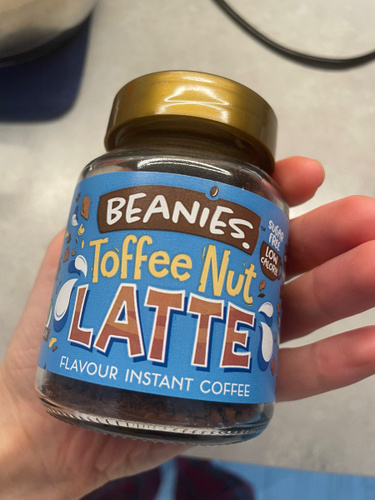 BEANIES.
Toffee Nut
LATTE
FLAVOUR INSTANT COFFEE
SUGAR
FREE
LOW
CALORIE